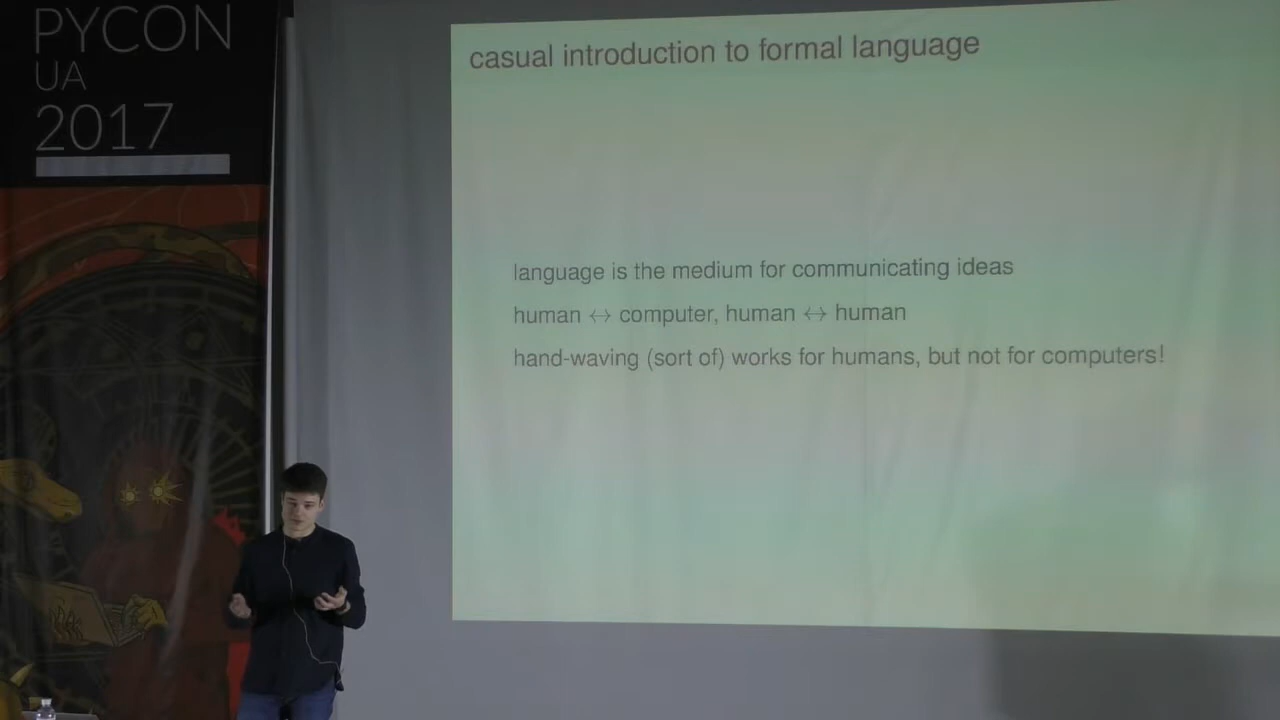 PYCON
UA
2017
casual introduction to formal language
language is the medium for communicating ideas
human ↔ computer, human ↔ human
hand-waving (sort of) works for humans, but not for computers!